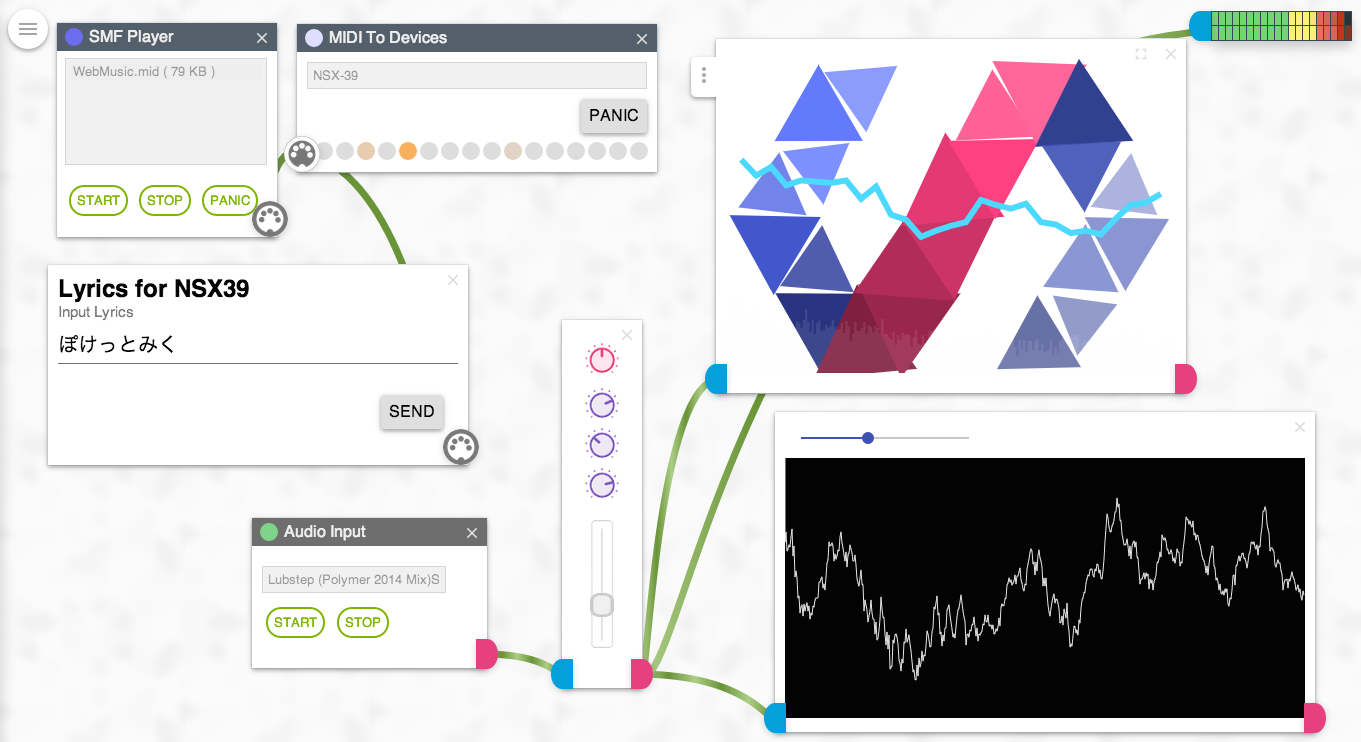 SMF Player
WebMusic.mid ( 79 KB )
START STOP PANIC
MIDI To Devices
NSX-39
PANIC
Lyrics for NSX39
Input Lyrics
ぽけっとみく
SEND
Audio Input
Lubstep (Polymer 2014 Mix)S
START STOP